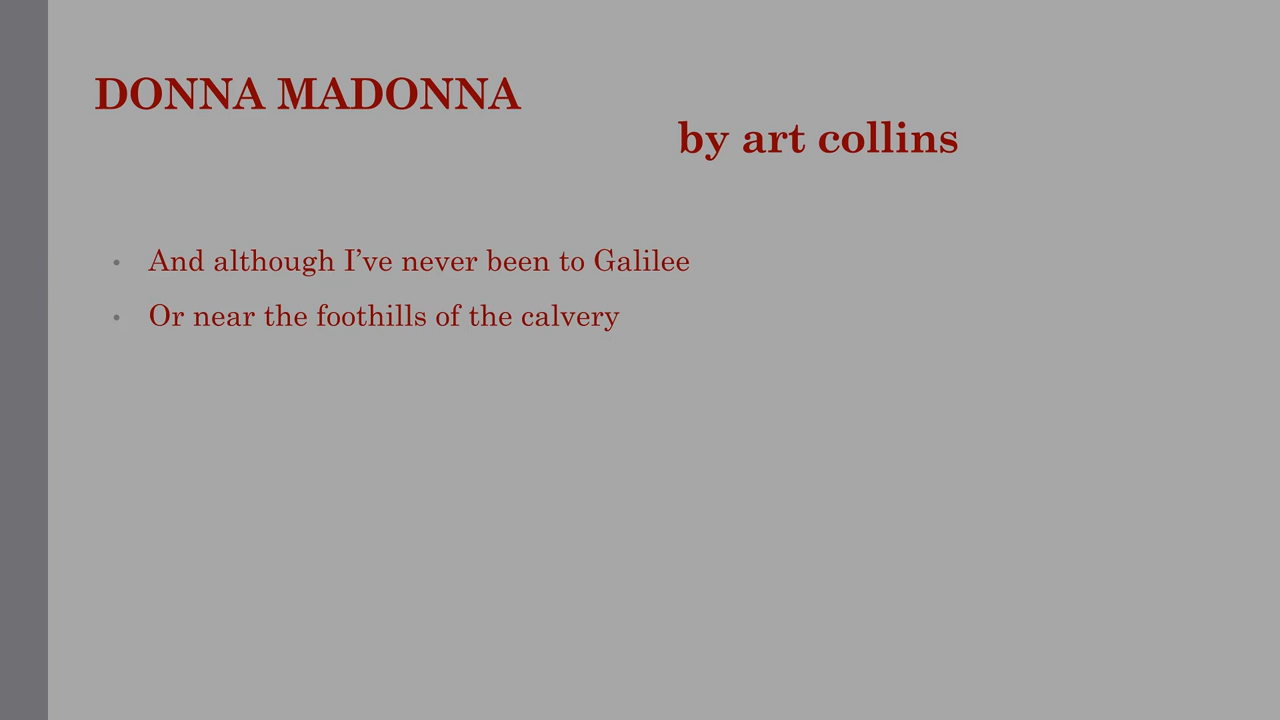 DONNA MADONNA
by art collins
• And although I’ve never been to Galilee
• Or near the foothills of the calvery